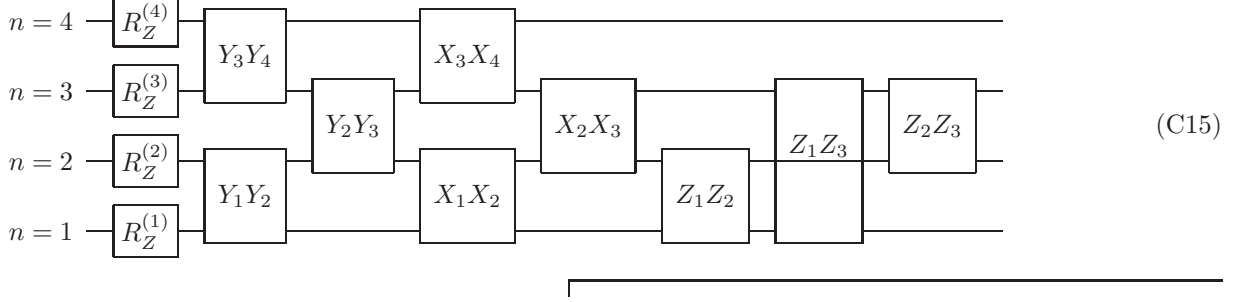 n = 4 R_Z^{(4)} Y_3Y_4 X_3X_4
n = 3 R_Z^{(3)} Y_2Y_3 X_2X_3 Z_1Z_3 Z_2Z_3 (C15)
n = 2 R_Z^{(2)} Y_1Y_2 X_1X_2 Z_1Z_2
n = 1 R_Z^{(1)}